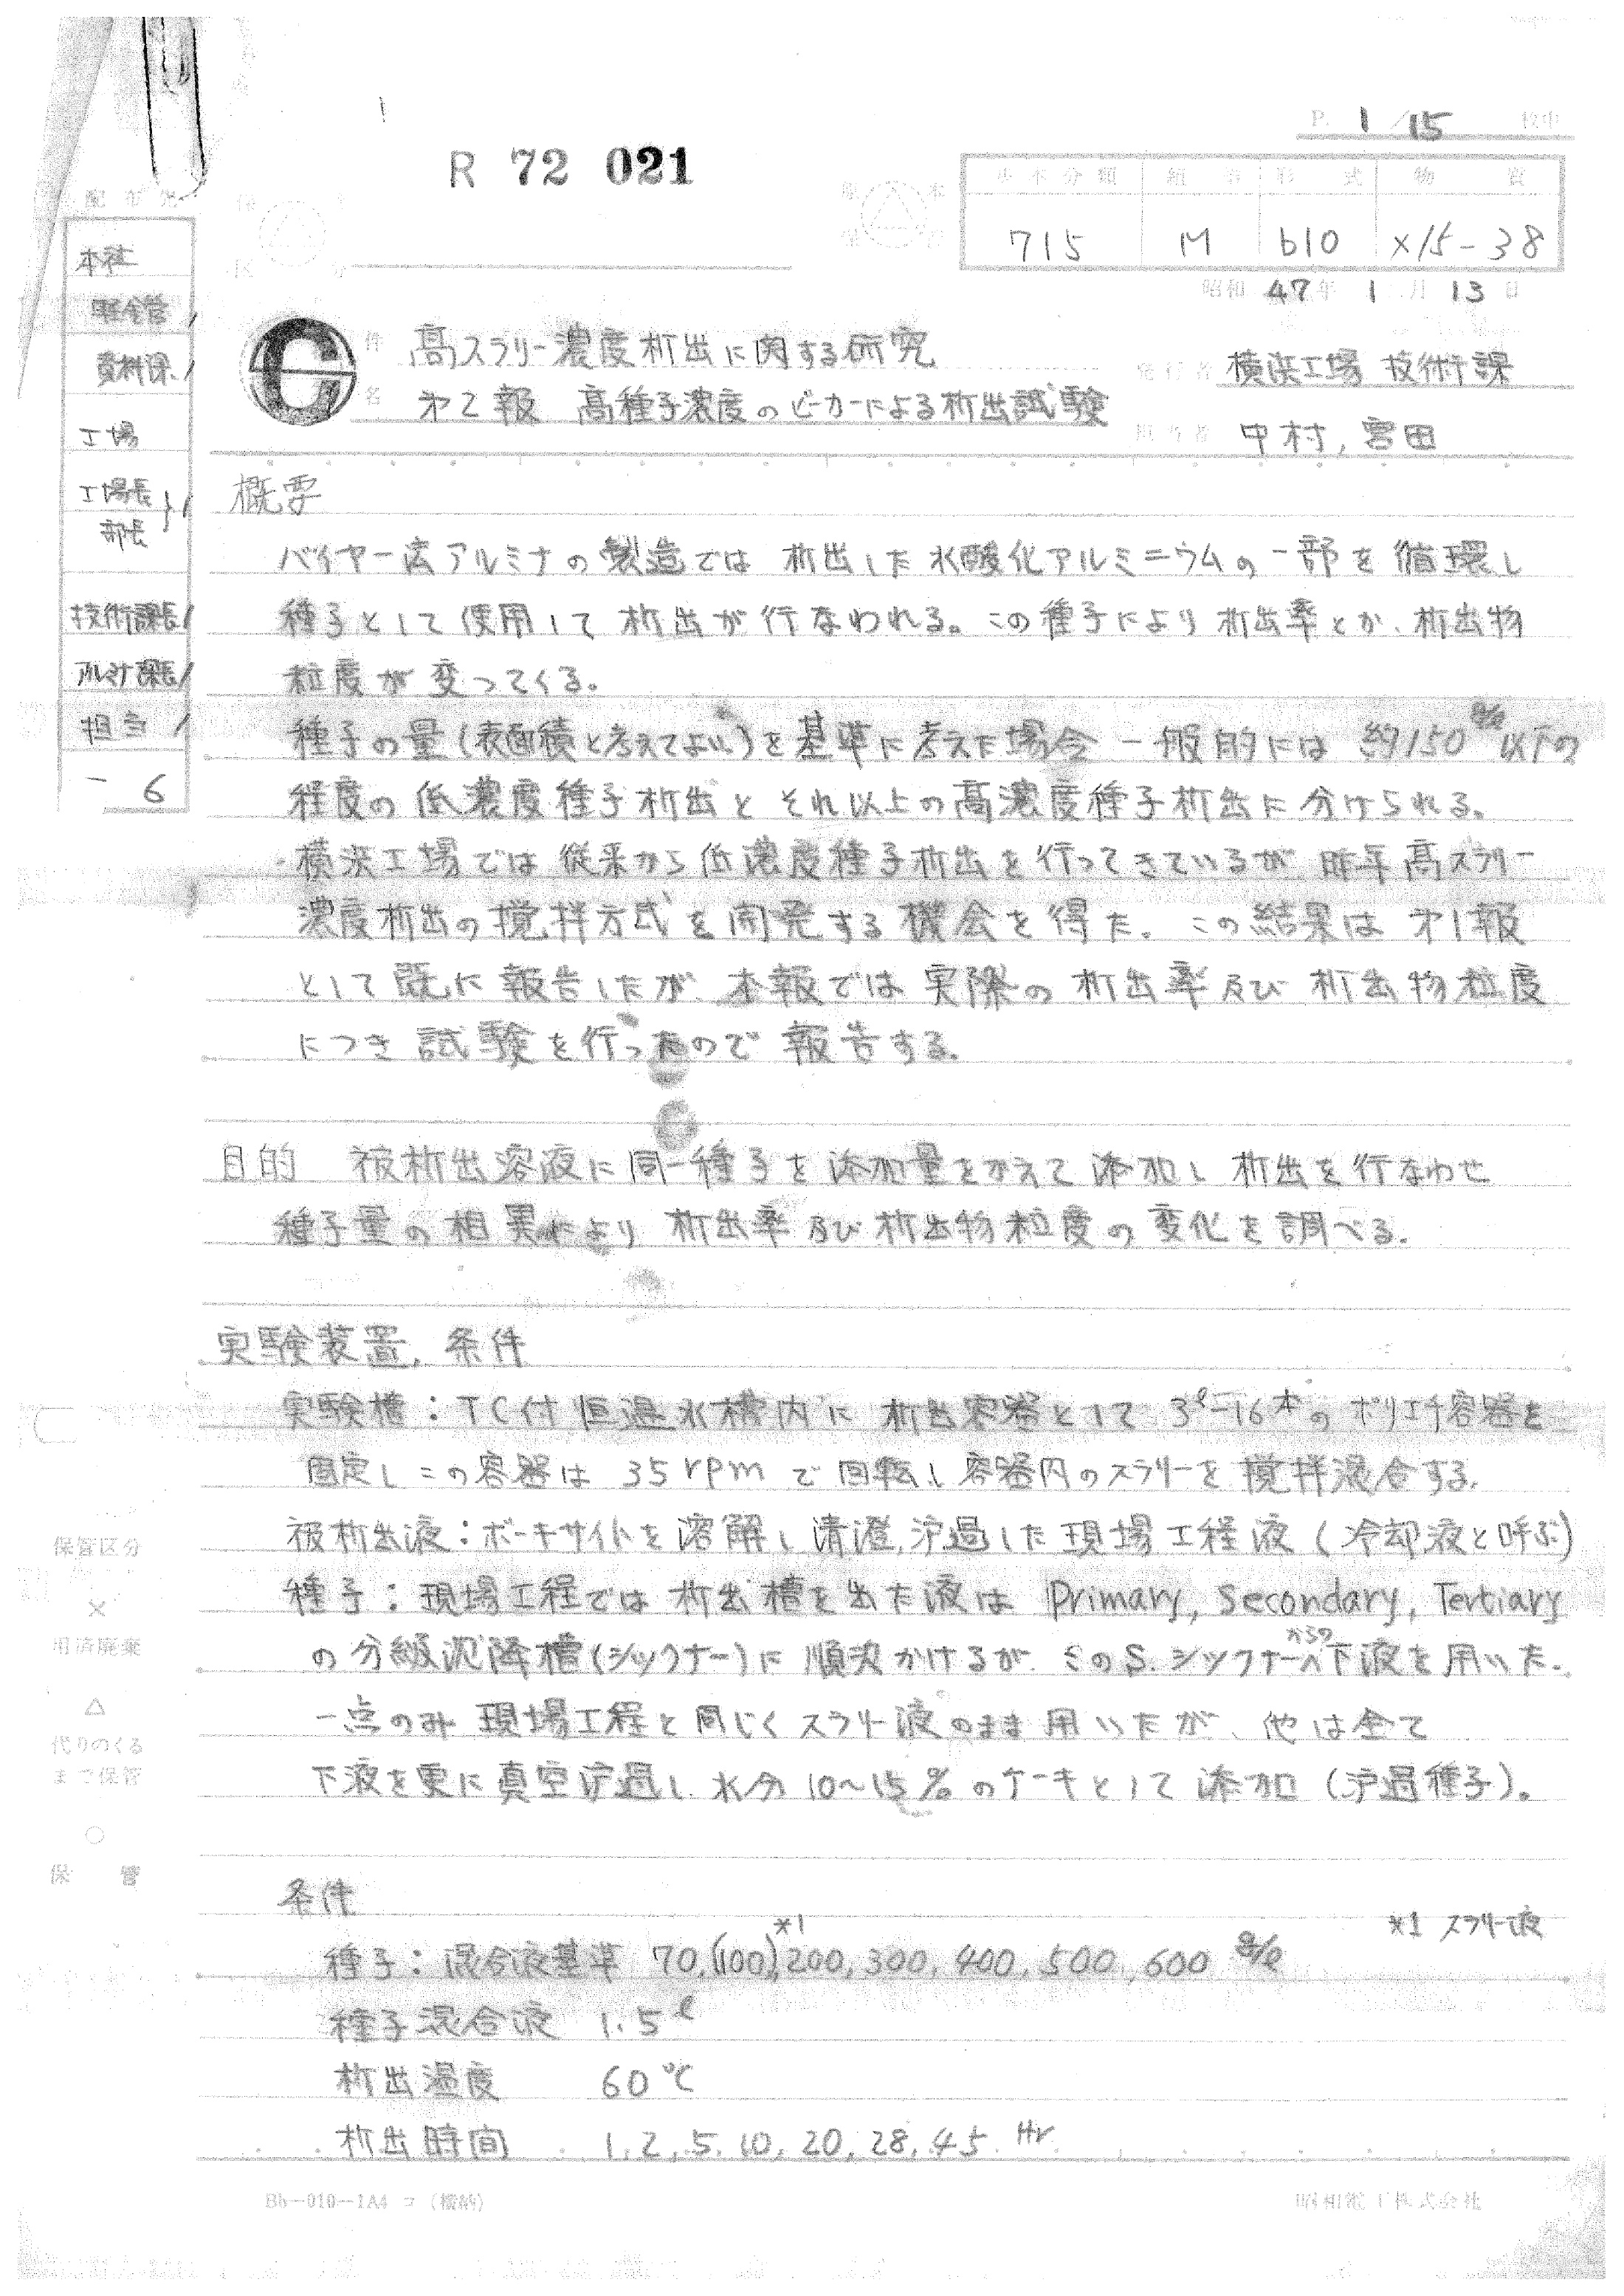 P. 1/15 枚中
R 72 021
基本分類 組名 形式 物質
715 M b10 X15-38
昭和 47年 1月 13日
配布先
本社
軽金営
資料課
工場
工場長
部長
技術課長
アルミナ課長
担当
6
件名 高スラリー濃度析出に関する研究
才2報 高種子濃度のビーカーによる析出試験
発行者 横浜工場 技術課
担当者 中村, 宮田
概要
バイヤー法アルミナの製造では 析出した水酸化アルミニウムの一部を循環し
種子として使用して析出が行なわれる。この種子により析出率とか、析出物
粒度が変ってくる。
種子の量(表面積と考えてよい)を基準に考えた場合 一般的には 約150g/l以下の
程度の低濃度種子析出と それ以上の高濃度種子析出に分けられる。
横浜工場では従来から低濃度種子析出を行ってきているが 昨年高スラリー
濃度析出の撹拌方式を開発する機会を得た。この結果は才1報
として既に報告したが、本報では実際の析出率及び析出物粒度
につき試験を行ったので報告する。
目的 被析出溶液に同一種子を添加量をかえて添加し析出を行なわせ
種子量の相異により析出率及び析出物粒度の変化を調べる。
実験装置, 条件
実験槽:TC付恒温水槽内に析出容器として3l-16本のポリエチ容器を
固定しこの容器は35rpmで回転し容器内のスラリーを撹拌混合する。
被析出液:ボーキサイトを溶解し清澄,沪過した現場工程液(冷却液と呼ぶ)
種子:現場工程では析出槽を出た液は Primary, Secondary, Tertiary
の分級沈降槽(シックナー)に順次かけるが、このS.シックナーからの下液を用いた。
一点のみ現場工程と同じくスラリー液のまま用いたが、他は全て
下液を更に真空沪過し水分10~15%のケーキとして添加(沪過種子)。
条件
*1 スラリー液
種子:混合液基準 70,(100)*1,200,300,400,500,600 g/l
種子混合液 1.5l
析出温度 60℃
析出時間 1,2,5,10,20,28,45 Hr
保管区分
×
用済廃棄
△
代りのくる
まで保管
○
保管
Bb-010-1A4
昭和電工株式会社